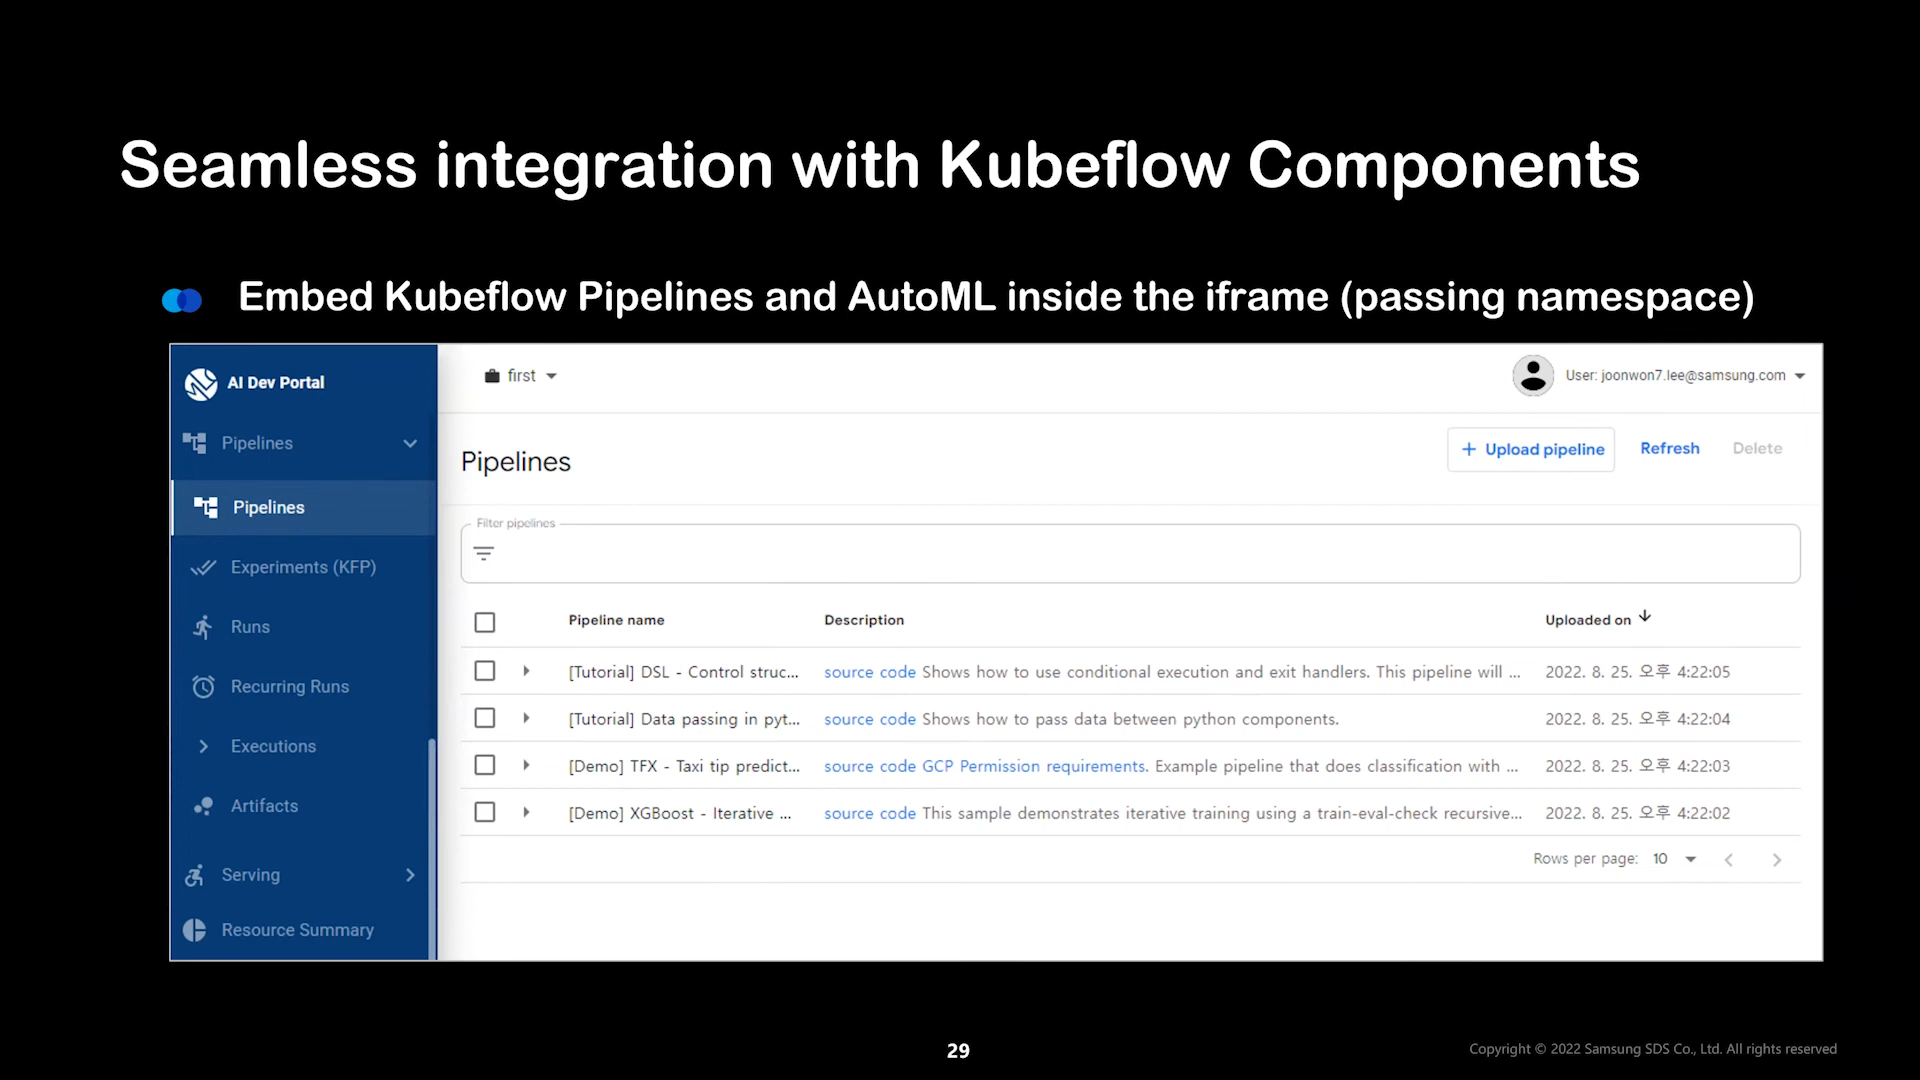 Seamless integration with Kubeflow Components
Embed Kubeflow Pipelines and AutoML inside the iframe (passing namespace)
AI Dev Portal
first
User: joonwon7.lee@samsung.com
Pipelines
Pipelines
Experiments (KFP)
Runs
Recurring Runs
Executions
Artifacts
Serving
Resource Summary
Pipelines
+ Upload pipeline Refresh Delete
Filter pipelines
Pipeline name Description Uploaded on
[Tutorial] DSL - Control struc... source code Shows how to use conditional execution and exit handlers. This pipeline will ... 2022. 8. 25. 오후 4:22:05
[Tutorial] Data passing in pyt... source code Shows how to pass data between python components. 2022. 8. 25. 오후 4:22:04
[Demo] TFX - Taxi tip predict... source code GCP Permission requirements. Example pipeline that does classification with ... 2022. 8. 25. 오후 4:22:03
[Demo] XGBoost - Iterative ... source code This sample demonstrates iterative training using a train-eval-check recursive... 2022. 8. 25. 오후 4:22:02
Rows per page: 10
29
Copyright © 2022 Samsung SDS Co., Ltd. All rights reserved